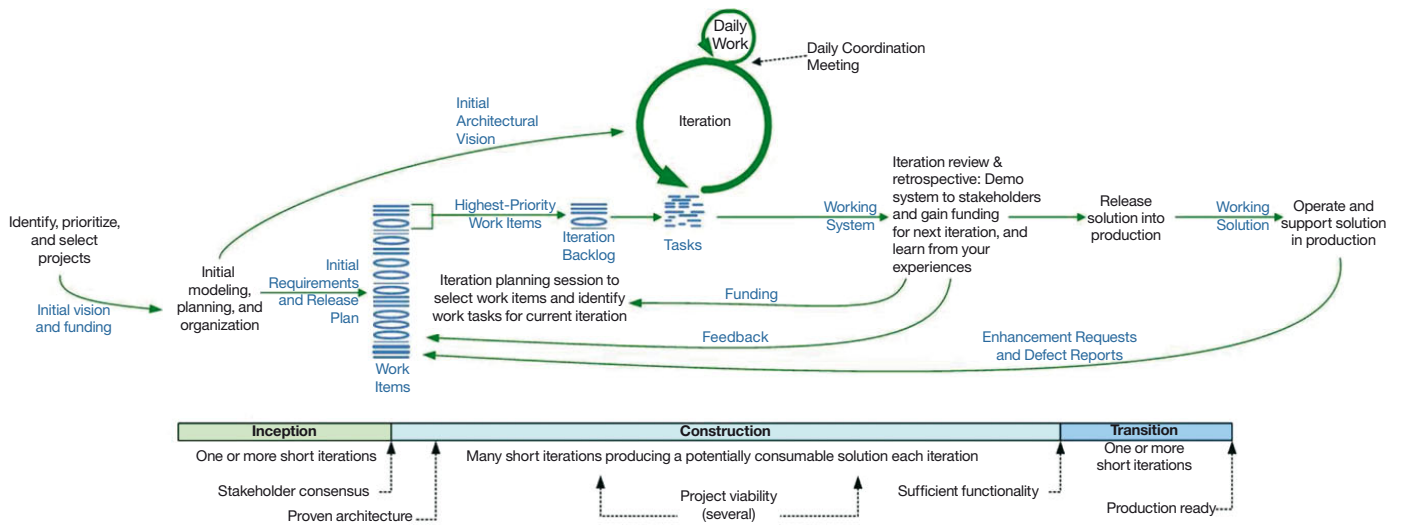 Daily
Work
Daily Coordination
Meeting
Initial
Architectural
Vision
Iteration
Iteration review &
retrospective: Demo
system to stakeholders
and gain funding
for next iteration, and
learn from your
experiences
Highest-Priority
Work Items
Iteration
Backlog
Tasks
Working
System
Release
solution into
production
Working
Solution
Operate and
support solution
in production
Identify, prioritize,
and select
projects
Initial vision
and funding
Initial
modeling,
planning, and
organization
Initial
Requirements
and Release
Plan
Iteration planning session to
select work items and identify
work tasks for current iteration
Funding
Feedback
Enhancement Requests
and Defect Reports
Work
Items
Inception
Construction
Transition
One or more short iterations
Many short iterations producing a potentially consumable solution each iteration
One or more
short iterations
Stakeholder consensus
Proven architecture
Project viability
(several)
Sufficient functionality
Production ready